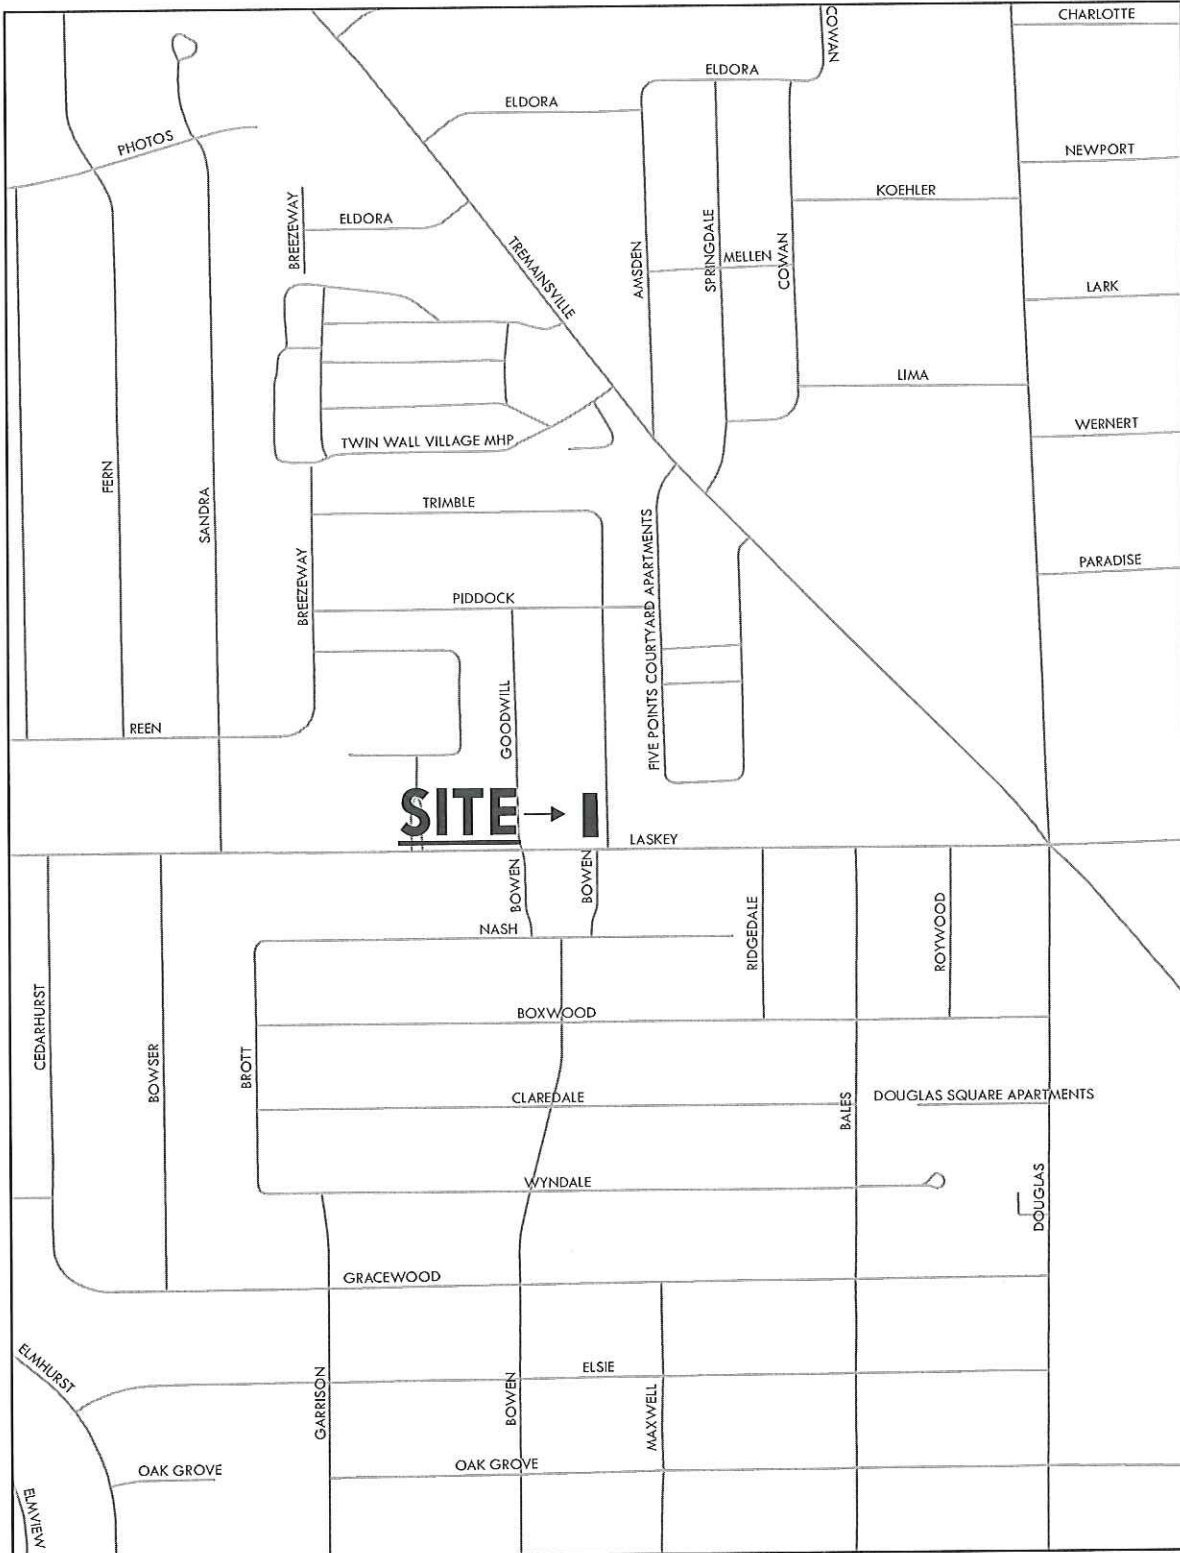 CHARLOTTE
COWAN
ELDORA
ELDORA
PHOTOS
NEWPORT
KOEHLER
BREEZEWAY
ELDORA
TREMAINSVILLE
AMSDEN
SPRINGDALE
MELLEN
COWAN
LARK
LIMA
WERNERT
TWIN WALL VILLAGE MHP
FERN
SANDRA
TRIMBLE
BREEZEWAY
PIDDOCK
FIVE POINTS COURTYARD APARTMENTS
PARADISE
REEN
GOODWILL
SITE
LASKEY
BOWEN
BOWEN
NASH
RIDGEDALE
ROYWOOD
CEDARHURST
BOWSER
BROTT
BOXWOOD
CLAREDALE
BALES
DOUGLAS SQUARE APARTMENTS
WYNDALE
DOUGLAS
GRACEWOOD
ELMHURST
GARRISON
BOWEN
ELSIE
MAXWELL
OAK GROVE
OAK GROVE
ELMVIEW